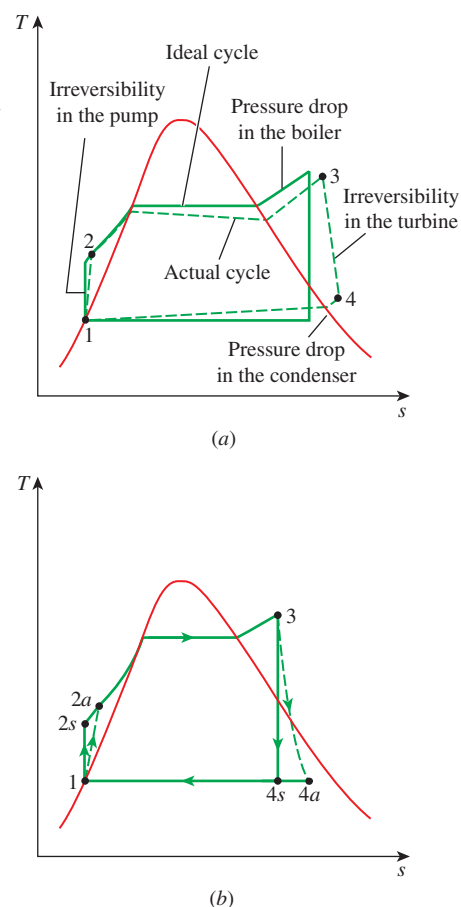 T
Ideal cycle
Irreversibility
in the pump
Pressure drop
in the boiler
3
Irreversibility
in the turbine
2
Actual cycle
4
1
Pressure drop
in the condenser
s
(a)
T
3
2a
2s
1
4s
4a
s
(b)